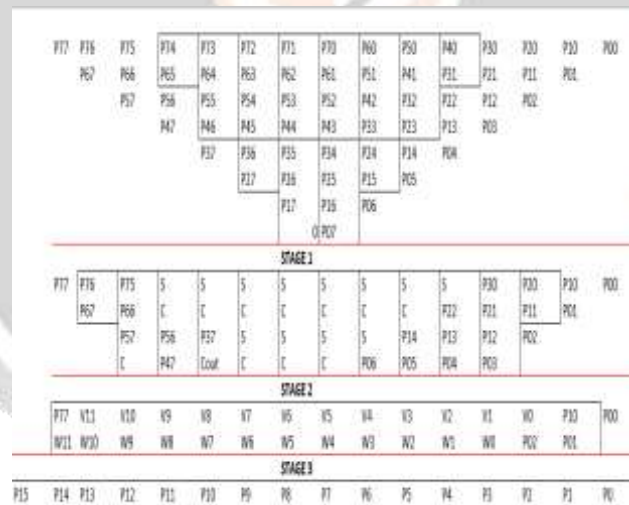 P77 P76 P75 P74 P73 P72 P71 P70 P60 P50 P40 P30 P20 P10 P00
P67 P66 P65 P64 P63 P62 P61 P51 P41 P31 P21 P11 P01
P57 P56 P55 P54 P53 P52 P42 P32 P22 P12 P02
P47 P46 P45 P44 P43 P33 P23 P13 P03
P37 P36 P35 P34 P24 P14 P04
P27 P26 P25 P15 P05
P17 P16 P06
0 P07
STAGE 1
P77 P76 P75 S S S S S S S S P30 P20 P10 P00
P67 P66 C C C C C C C P22 P21 P11 P01
P57 P56 P37 S S S S P14 P13 P12 P02
C P47 Cout C C C P06 P05 P04 P03
STAGE 2
P77 V11 V10 V9 V8 V7 V6 V5 V4 V3 V2 V1 V0 P10 P00
W11 W10 W9 W8 W7 W6 W5 W4 W3 W2 W1 W0 P02 P01
STAGE 3
P15 P14 P13 P12 P11 P10 P9 P8 P7 P6 P5 P4 P3 P2 P1 P0